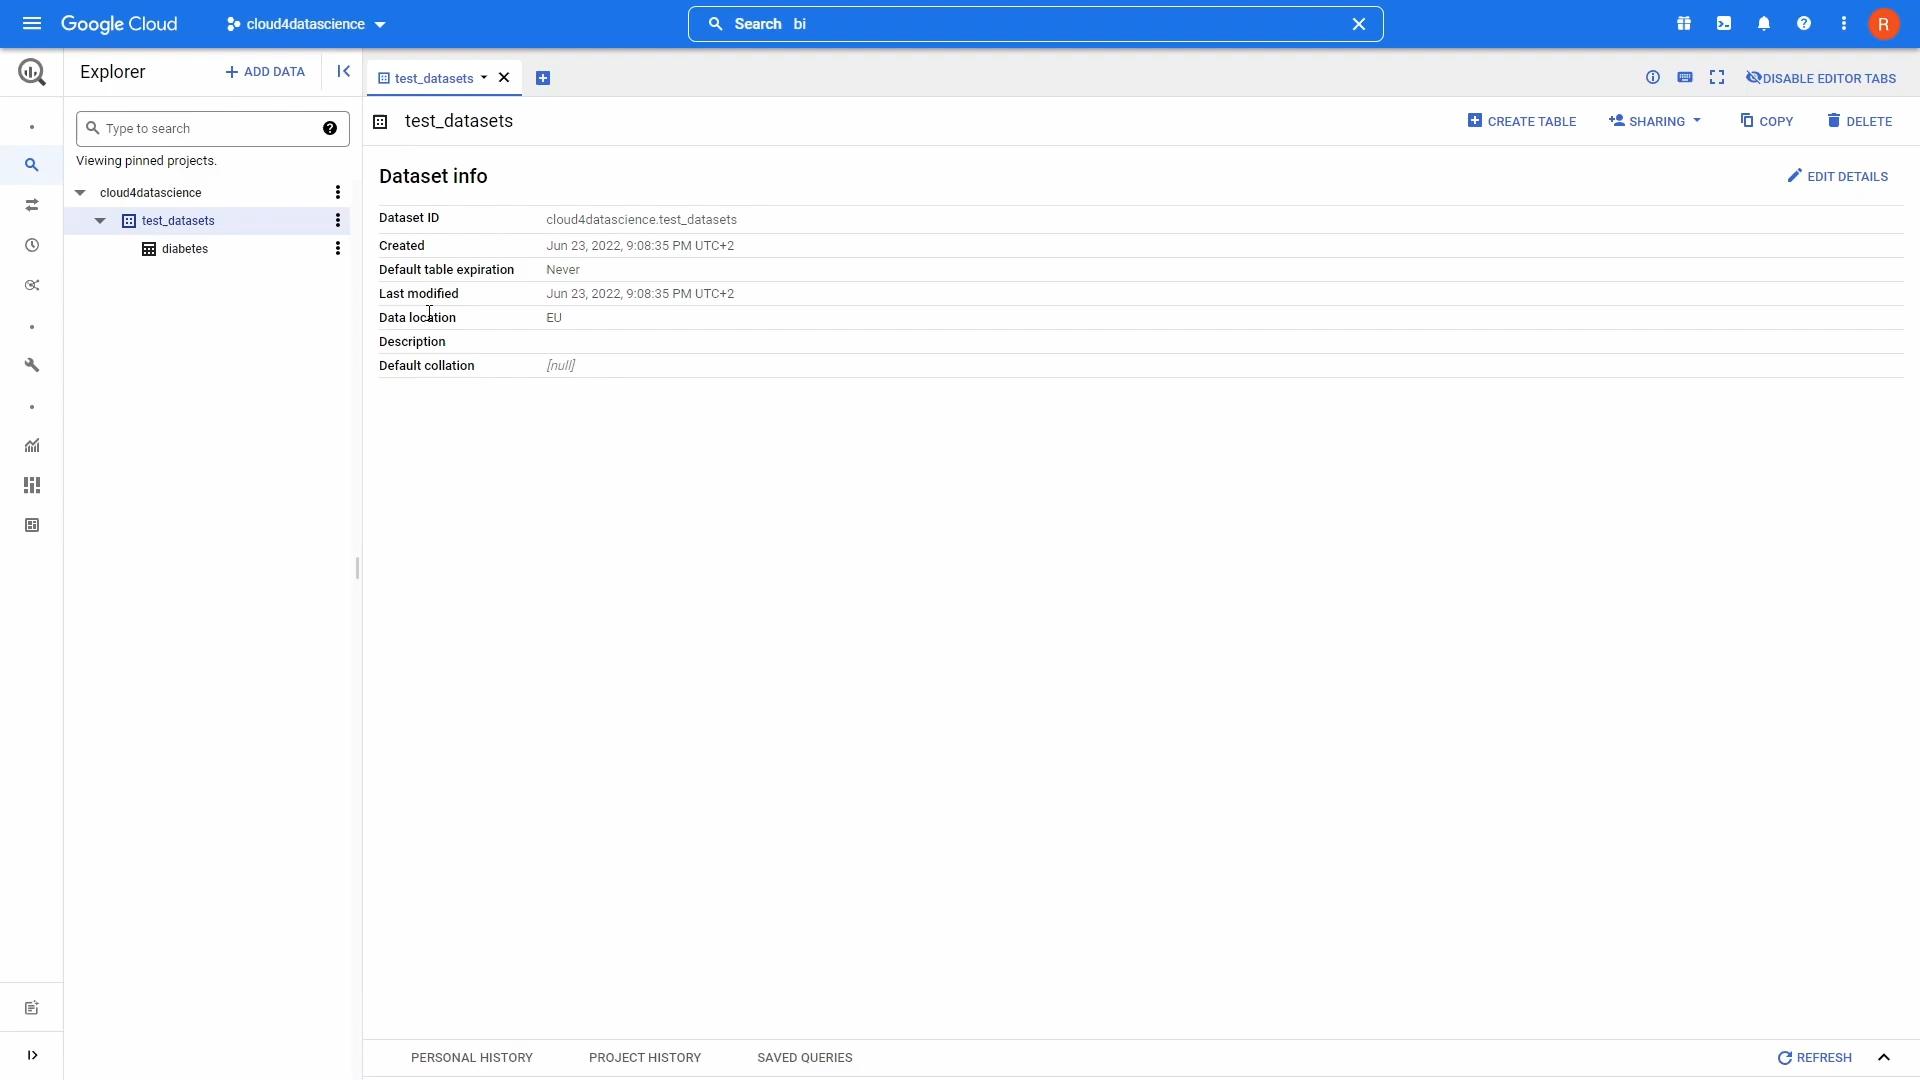 Google Cloud
cloud4datascience
Search bi
R
Explorer
ADD DATA
test_datasets
DISABLE EDITOR TABS
Type to search
Viewing pinned projects.
cloud4datascience
test_datasets
diabetes
test_datasets
CREATE TABLE
SHARING
COPY
DELETE
Dataset info
EDIT DETAILS
Dataset ID cloud4datascience.test_datasets
Created Jun 23, 2022, 9:08:35 PM UTC+2
Default table expiration Never
Last modified Jun 23, 2022, 9:08:35 PM UTC+2
Data location EU
Description
Default collation [null]
PERSONAL HISTORY
PROJECT HISTORY
SAVED QUERIES
REFRESH